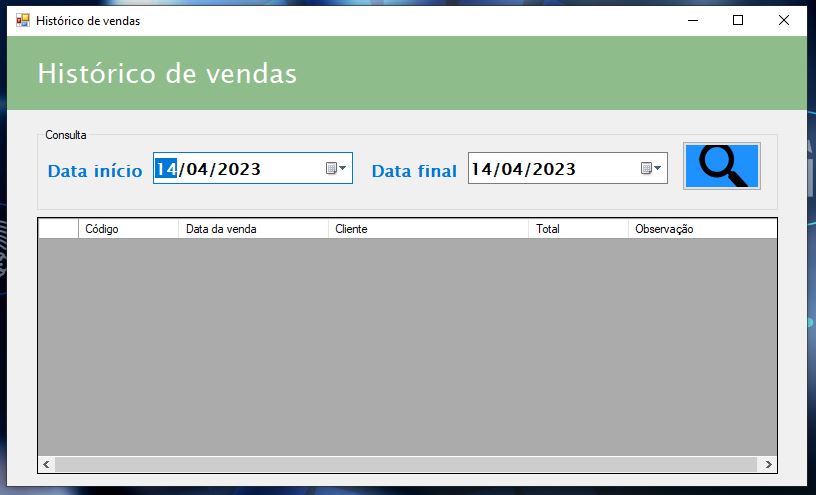 Histórico de vendas
Histórico de vendas
Consulta
Data início 14/04/2023 Data final 14/04/2023
Código Data da venda Cliente Total Observação